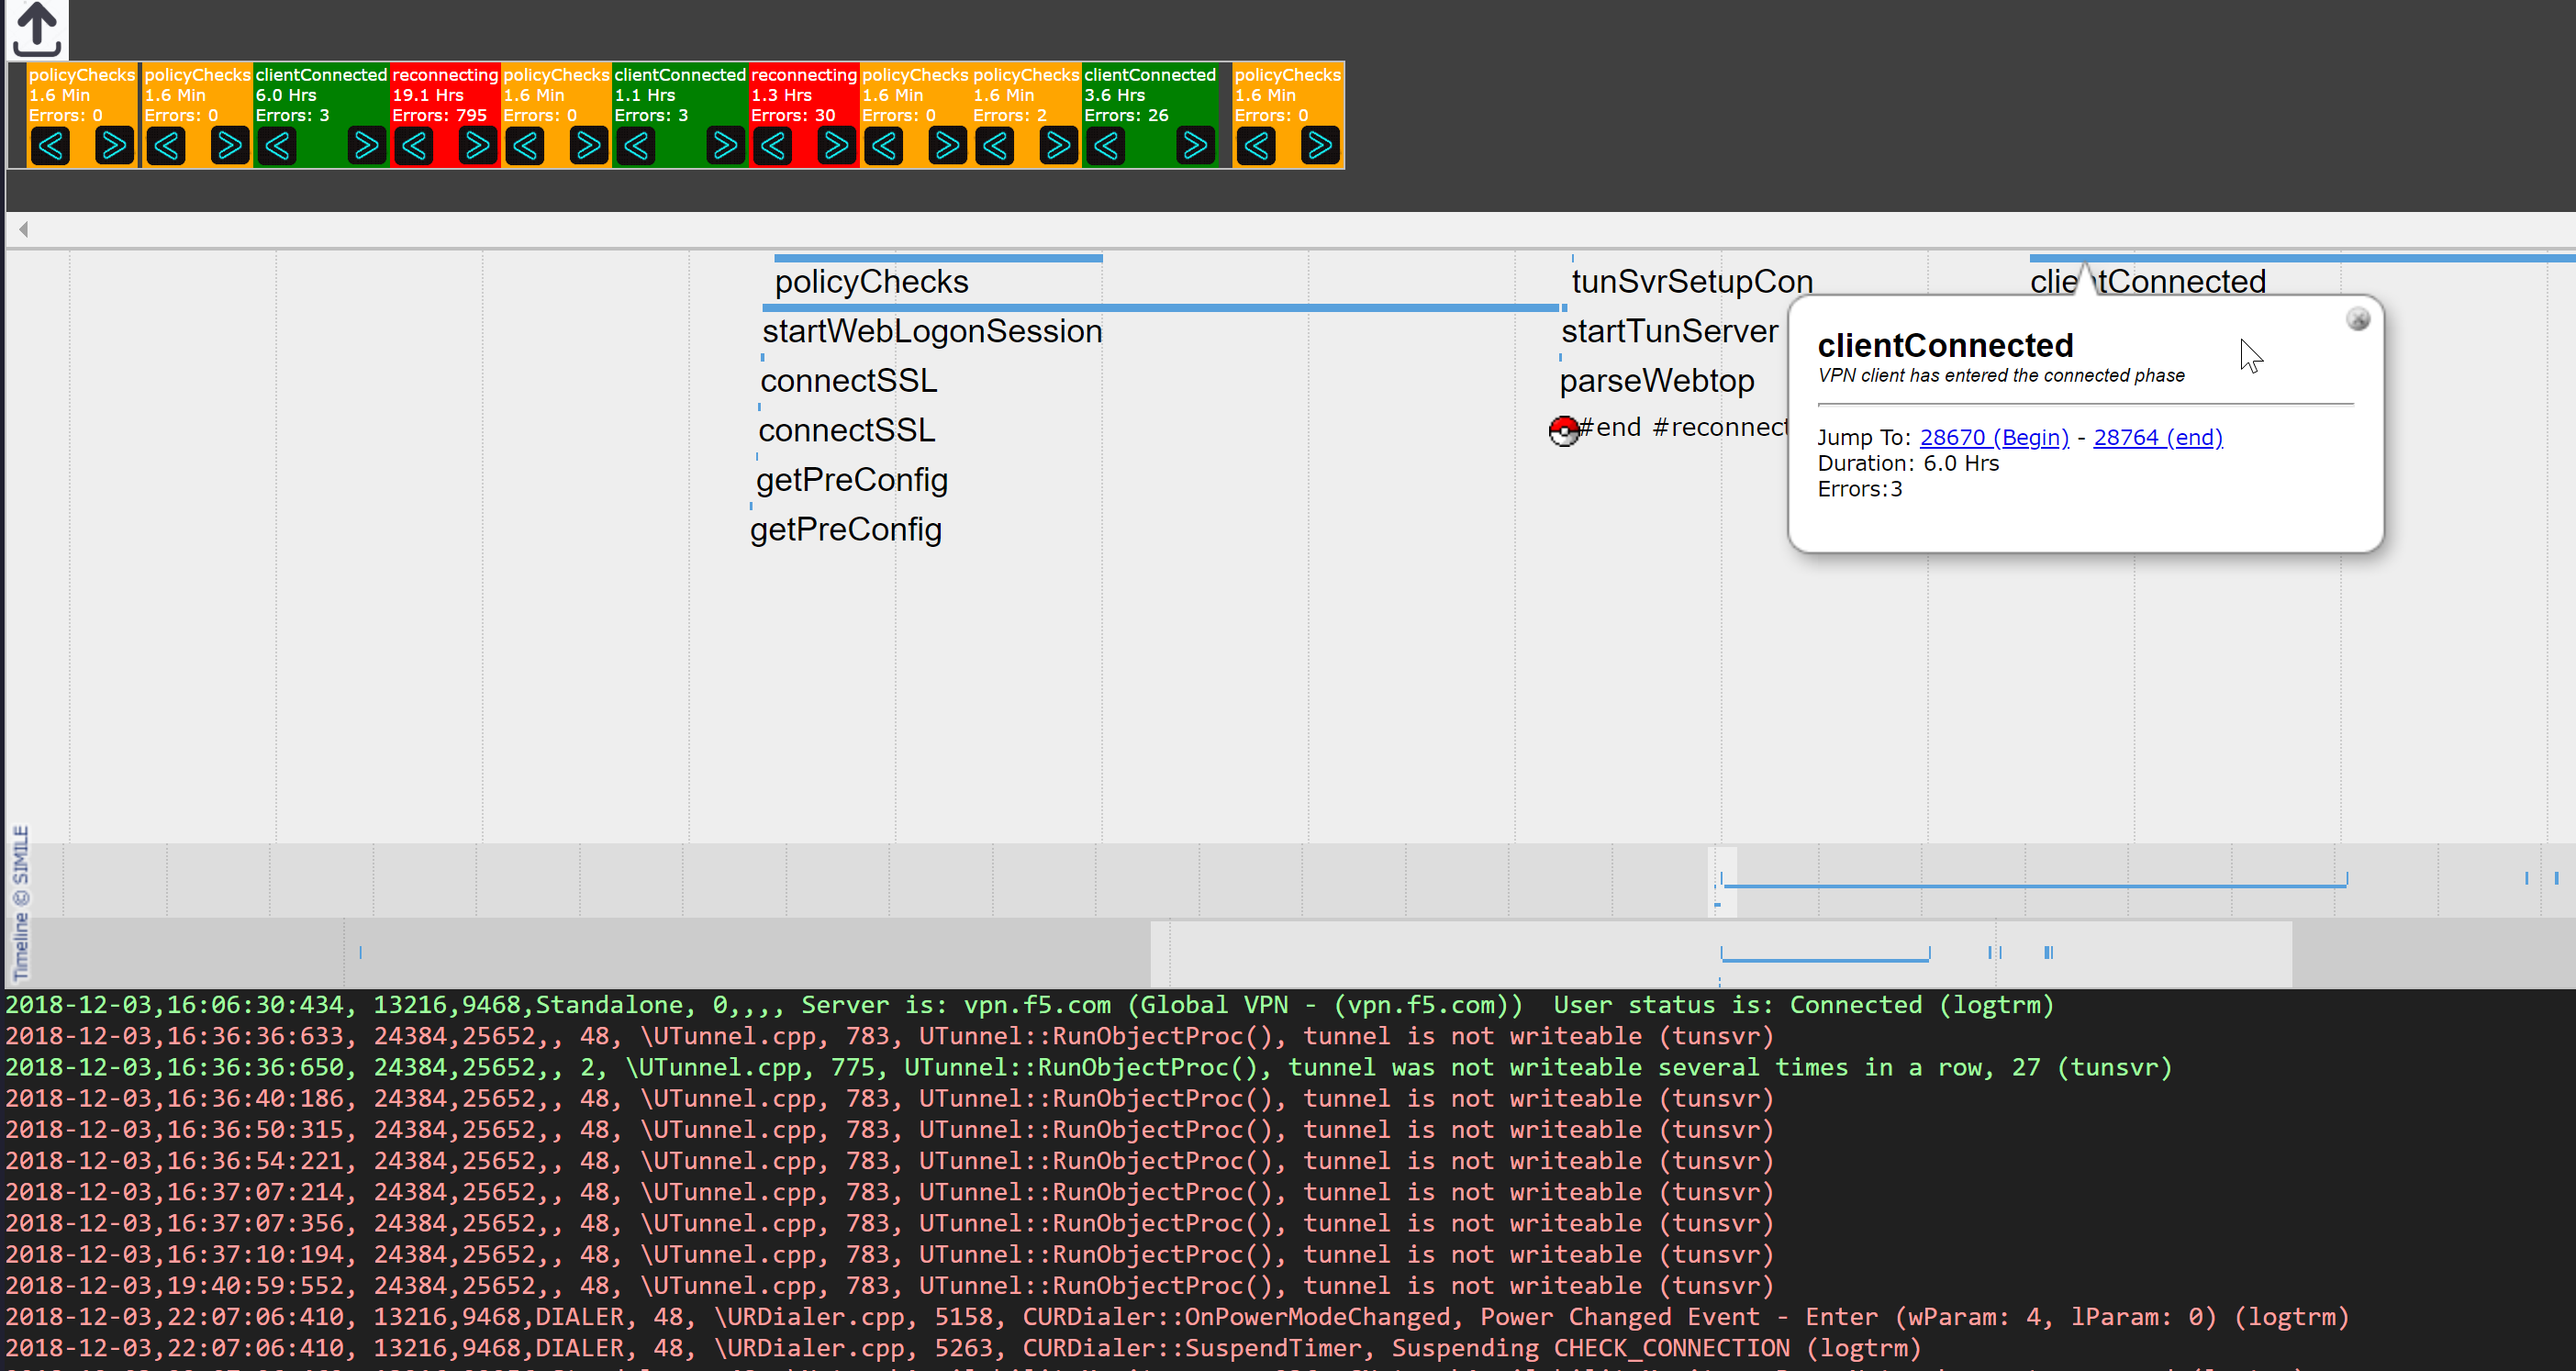 policyChecks policyChecks clientConnected reconnecting policyChecks clientConnected reconnecting policyChecks policyChecks clientConnected policyChecks
1.6 Min 1.6 Min 6.0 Hrs 19.1 Hrs 1.6 Min 1.1 Hrs 1.3 Hrs 1.6 Min 1.6 Min 3.6 Hrs 1.6 Min
Errors: 0 Errors: 0 Errors: 3 Errors: 795 Errors: 0 Errors: 3 Errors: 30 Errors: 0 Errors: 2 Errors: 26 Errors: 0
policyChecks
startWebLogonSession
connectSSL
connectSSL
getPreConfig
getPreConfig
tunSvrSetupCon
startTunServer
parseWebtop
#end #reconnect
clientConnected
clientConnected
VPN client has entered the connected phase
Jump To: 28670 (Begin) - 28764 (end)
Duration: 6.0 Hrs
Errors:3
Timeline © SIMILE
2018-12-03,16:06:30:434, 13216,9468,Standalone, 0,,,, Server is: vpn.f5.com (Global VPN - (vpn.f5.com))  User status is: Connected (logtrm)
2018-12-03,16:36:36:633, 24384,25652,, 48, \UTunnel.cpp, 783, UTunnel::RunObjectProc(), tunnel is not writeable (tunsvr)
2018-12-03,16:36:36:650, 24384,25652,, 2, \UTunnel.cpp, 775, UTunnel::RunObjectProc(), tunnel was not writeable several times in a row, 27 (tunsvr)
2018-12-03,16:36:40:186, 24384,25652,, 48, \UTunnel.cpp, 783, UTunnel::RunObjectProc(), tunnel is not writeable (tunsvr)
2018-12-03,16:36:50:315, 24384,25652,, 48, \UTunnel.cpp, 783, UTunnel::RunObjectProc(), tunnel is not writeable (tunsvr)
2018-12-03,16:36:54:221, 24384,25652,, 48, \UTunnel.cpp, 783, UTunnel::RunObjectProc(), tunnel is not writeable (tunsvr)
2018-12-03,16:37:07:214, 24384,25652,, 48, \UTunnel.cpp, 783, UTunnel::RunObjectProc(), tunnel is not writeable (tunsvr)
2018-12-03,16:37:07:356, 24384,25652,, 48, \UTunnel.cpp, 783, UTunnel::RunObjectProc(), tunnel is not writeable (tunsvr)
2018-12-03,16:37:10:194, 24384,25652,, 48, \UTunnel.cpp, 783, UTunnel::RunObjectProc(), tunnel is not writeable (tunsvr)
2018-12-03,19:40:59:552, 24384,25652,, 48, \UTunnel.cpp, 783, UTunnel::RunObjectProc(), tunnel is not writeable (tunsvr)
2018-12-03,22:07:06:410, 13216,9468,DIALER, 48, \URDialer.cpp, 5158, CURDialer::OnPowerModeChanged, Power Changed Event - Enter (wParam: 4, lParam: 0) (logtrm)
2018-12-03,22:07:06:410, 13216,9468,DIALER, 48, \URDialer.cpp, 5263, CURDialer::SuspendTimer, Suspending CHECK_CONNECTION (logtrm)